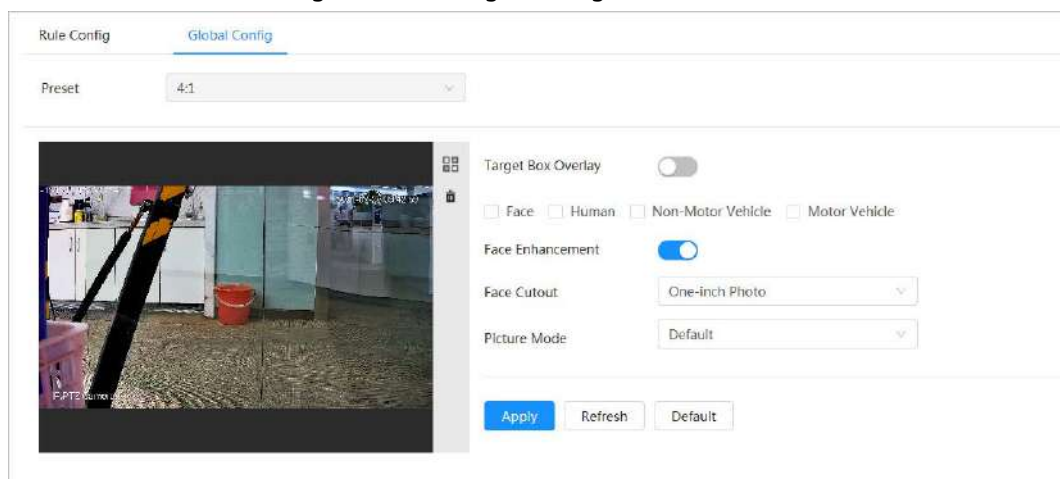 Rule Config Global Config
Preset 4:1
Target Box Overlay
Face Human Non-Motor Vehicle Motor Vehicle
Face Enhancement
Face Cutout One-inch Photo
Picture Mode Default
Apply Refresh Default